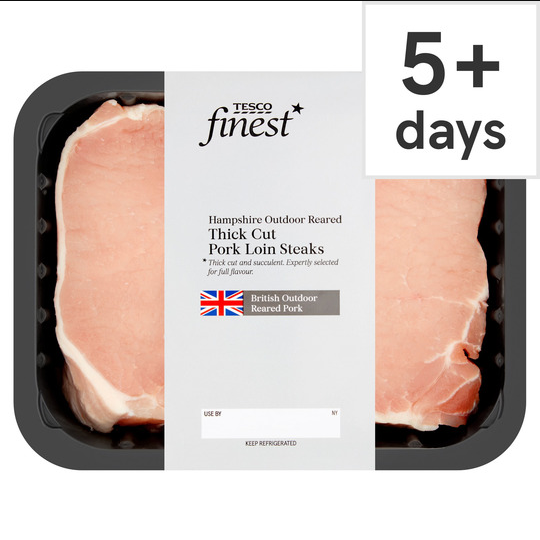 5+
days
TESCO
finest*
Hampshire Outdoor Reared
Thick Cut
Pork Loin Steaks
* Thick cut and succulent. Expertly selected
for full flavour.
British Outdoor
Reared Pork
USE BY
NY
KEEP REFRIGERATED